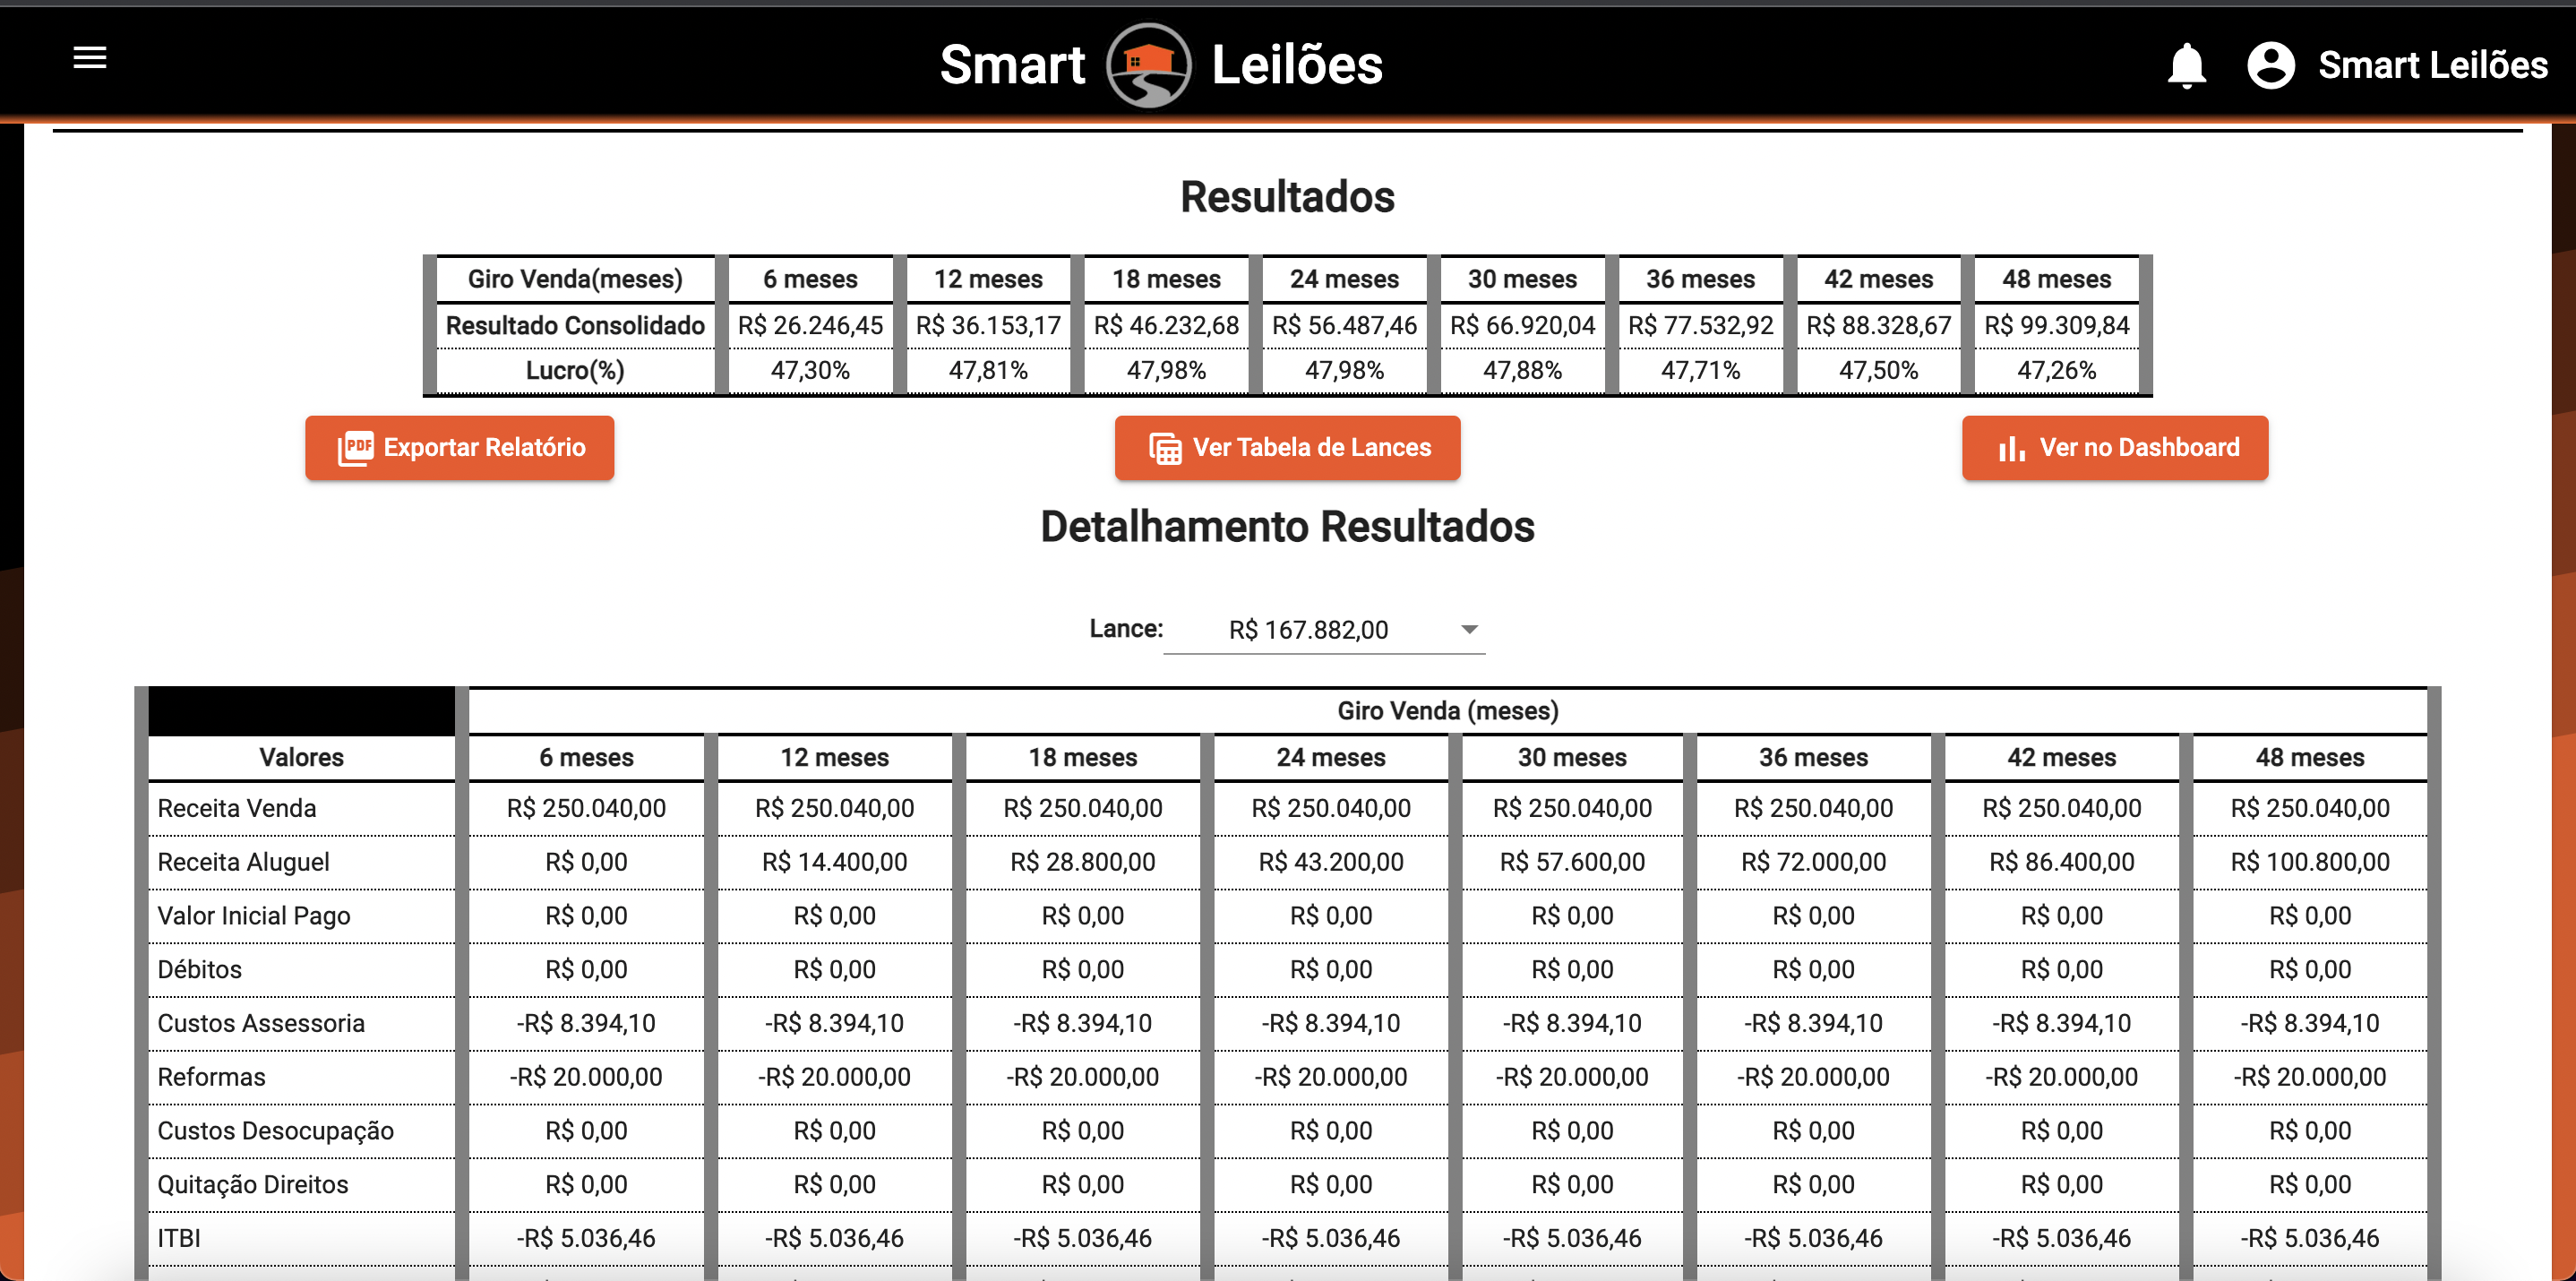 Smart Leilões
Smart Leilões
Resultados
Giro Venda(meses) 6 meses 12 meses 18 meses 24 meses 30 meses 36 meses 42 meses 48 meses
Resultado Consolidado R$ 26.246,45 R$ 36.153,17 R$ 46.232,68 R$ 56.487,46 R$ 66.920,04 R$ 77.532,92 R$ 88.328,67 R$ 99.309,84
Lucro(%) 47,30% 47,81% 47,98% 47,98% 47,88% 47,71% 47,50% 47,26%
PDF Exportar Relatório Ver Tabela de Lances Ver no Dashboard
Detalhamento Resultados
Lance: R$ 167.882,00
Giro Venda (meses)
Valores 6 meses 12 meses 18 meses 24 meses 30 meses 36 meses 42 meses 48 meses
Receita Venda R$ 250.040,00 R$ 250.040,00 R$ 250.040,00 R$ 250.040,00 R$ 250.040,00 R$ 250.040,00 R$ 250.040,00 R$ 250.040,00
Receita Aluguel R$ 0,00 R$ 14.400,00 R$ 28.800,00 R$ 43.200,00 R$ 57.600,00 R$ 72.000,00 R$ 86.400,00 R$ 100.800,00
Valor Inicial Pago R$ 0,00 R$ 0,00 R$ 0,00 R$ 0,00 R$ 0,00 R$ 0,00 R$ 0,00 R$ 0,00
Débitos R$ 0,00 R$ 0,00 R$ 0,00 R$ 0,00 R$ 0,00 R$ 0,00 R$ 0,00 R$ 0,00
Custos Assessoria -R$ 8.394,10 -R$ 8.394,10 -R$ 8.394,10 -R$ 8.394,10 -R$ 8.394,10 -R$ 8.394,10 -R$ 8.394,10 -R$ 8.394,10
Reformas -R$ 20.000,00 -R$ 20.000,00 -R$ 20.000,00 -R$ 20.000,00 -R$ 20.000,00 -R$ 20.000,00 -R$ 20.000,00 -R$ 20.000,00
Custos Desocupação R$ 0,00 R$ 0,00 R$ 0,00 R$ 0,00 R$ 0,00 R$ 0,00 R$ 0,00 R$ 0,00
Quitação Direitos R$ 0,00 R$ 0,00 R$ 0,00 R$ 0,00 R$ 0,00 R$ 0,00 R$ 0,00 R$ 0,00
ITBI -R$ 5.036,46 -R$ 5.036,46 -R$ 5.036,46 -R$ 5.036,46 -R$ 5.036,46 -R$ 5.036,46 -R$ 5.036,46 -R$ 5.036,46